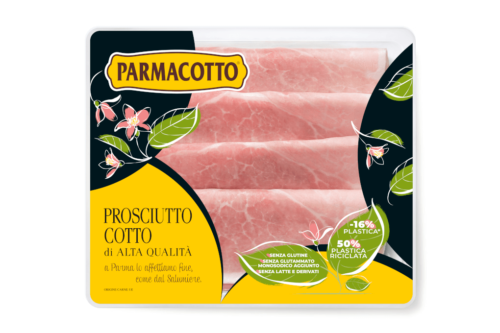 PARMACOTTO
PROSCIUTTO
COTTO
di ALTA QUALITÀ
a Parma lo affettiamo fine,
come dal Salumiere.
-16%
PLASTICA*
50%
PLASTICA
RICICLATA
*SENZA GLUTINE
*SENZA GLUTAMMATO
MONOSODICO AGGIUNTO
*SENZA LATTE E DERIVATI